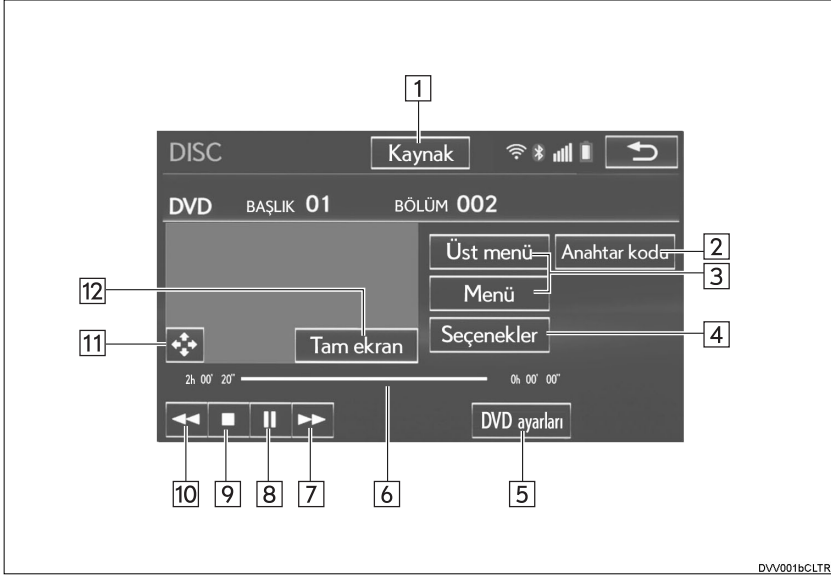 1
DISC Kaynak
DVD BAŞLIK 01 BÖLÜM 002
Üst menü Anahtar kodu 2
3
12
Menü
11 Tam ekran Seçenekler 4
2h 00' 20" 0h 00' 00"
DVD ayarları
10 9 8 7 6 5
DVV001bCLTR